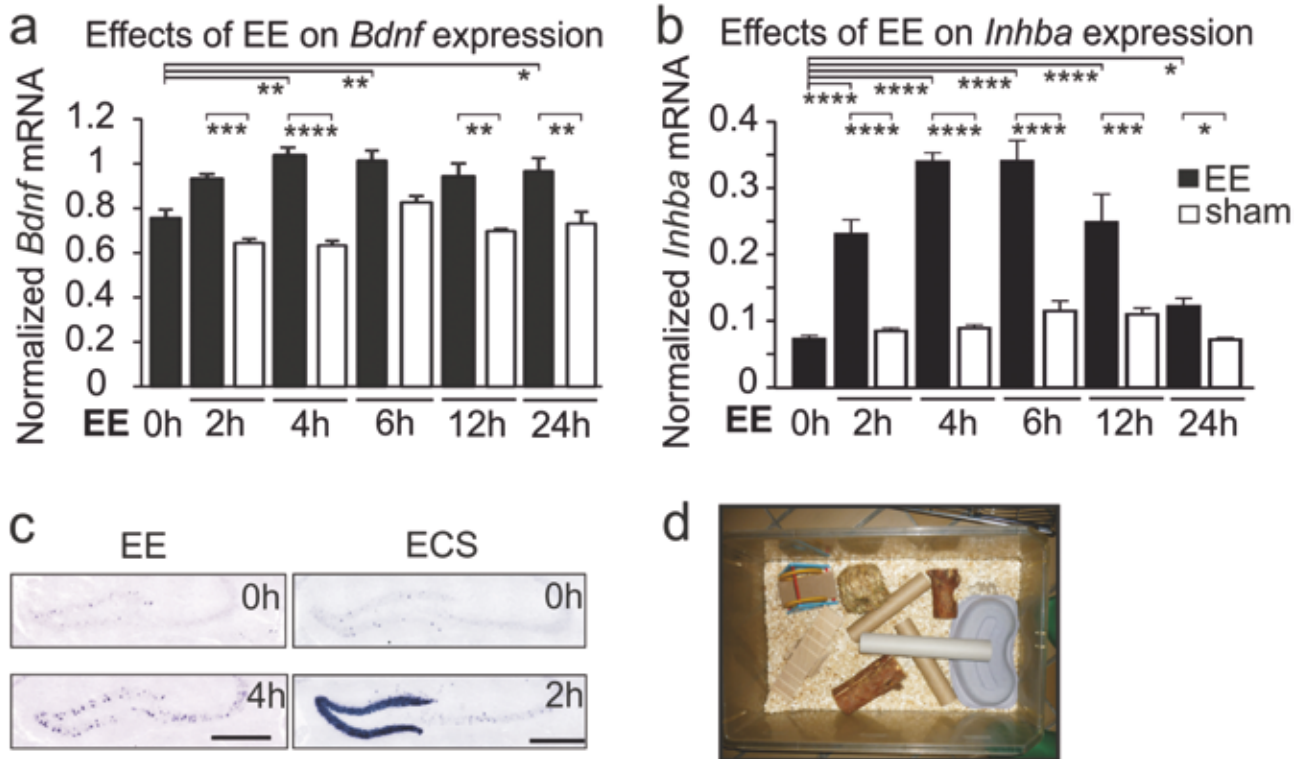 a
Effects of EE on Bdnf expression
** ** *
*** **** ** **
Normalized Bdnf mRNA
1.2
1
0.8
0.6
0.4
0.2
0
EE 0h 2h 4h 6h 12h 24h
b
Effects of EE on Inhba expression
**** **** **** **** *
**** **** **** *** *
Normalized Inhba mRNA
0.4
0.3
0.2
0.1
0
EE
sham
EE 0h 2h 4h 6h 12h 24h
c
EE ECS
0h 0h
4h 2h
d